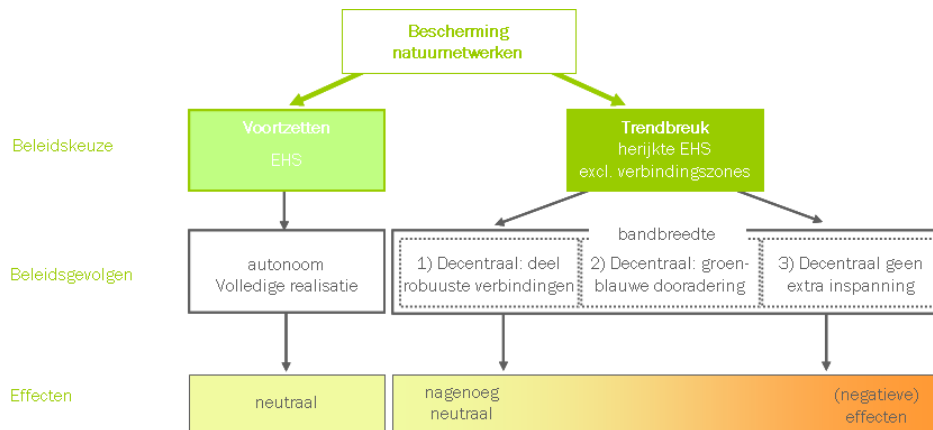 Bescherming
natuurnetwerken
Beleidskeuze
Voortzetten
EHS
Trendbreuk
herijkte EHS
excl. verbindingszones
Beleidsgevolgen
autonoom
Volledige realisatie
bandbreedte
1) Decentraal: deel
robuuste verbindingen
2) Decentraal: groen-
blauwe dooradering
3) Decentraal geen
extra inspanning
Effecten
neutraal
nagenoeg
neutraal
(negatieve)
effecten